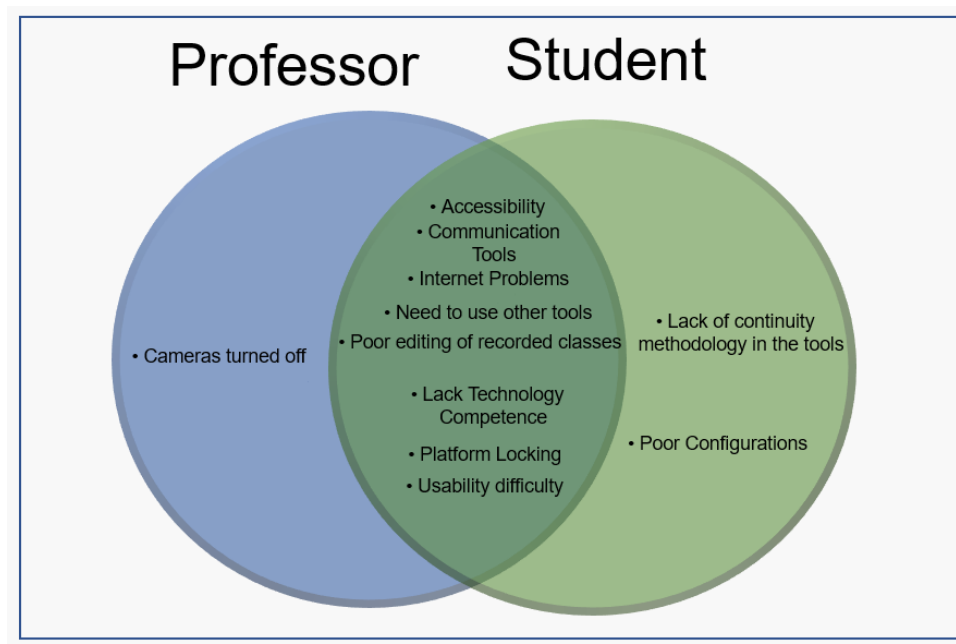 Professor
Student
• Accessibility
• Communication
Tools
• Internet Problems
• Need to use other tools
• Poor editing of recorded classes
• Lack Technology
Competence
• Platform Locking
• Usability difficulty
• Cameras turned off
• Lack of continuity
methodology in the tools
• Poor Configurations